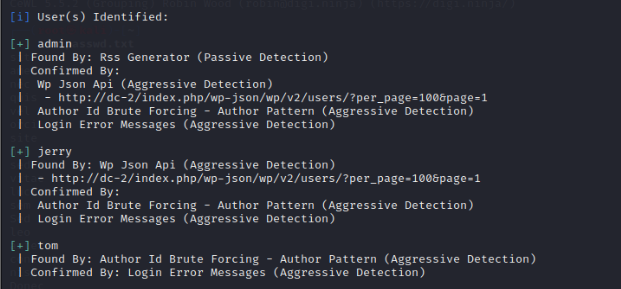 [i] User(s) Identified:
[+] admin
| Found By: Rss Generator (Passive Detection)
| Confirmed By:
|  Wp Json Api (Aggressive Detection)
|   - http://dc-2/index.php/wp-json/wp/v2/users/?per_page=100&page=1
|  Author Id Brute Forcing - Author Pattern (Aggressive Detection)
|  Login Error Messages (Aggressive Detection)
[+] jerry
| Found By: Wp Json Api (Aggressive Detection)
|  - http://dc-2/index.php/wp-json/wp/v2/users/?per_page=100&page=1
| Confirmed By:
|  Author Id Brute Forcing - Author Pattern (Aggressive Detection)
|  Login Error Messages (Aggressive Detection)
[+] tom
| Found By: Author Id Brute Forcing - Author Pattern (Aggressive Detection)
| Confirmed By: Login Error Messages (Aggressive Detection)